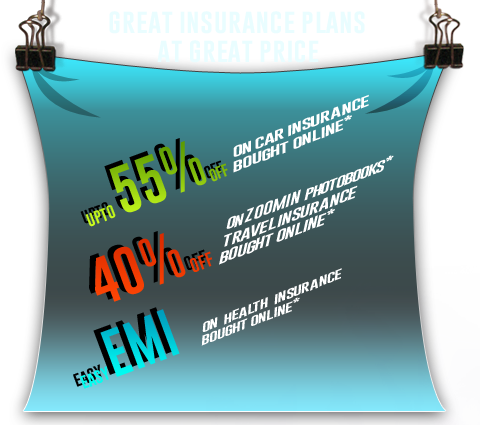 GREAT INSURANCE PLANS
AT GREAT PRICE
UPTO 55% OFF
ON CAR INSURANCE
BOUGHT ONLINE*
40% OFF
ON ZOOMIN PHOTOBOOKS*
TRAVEL INSURANCE
BOUGHT ONLINE*
EASY EMI
ON HEALTH INSURANCE
BOUGHT ONLINE*